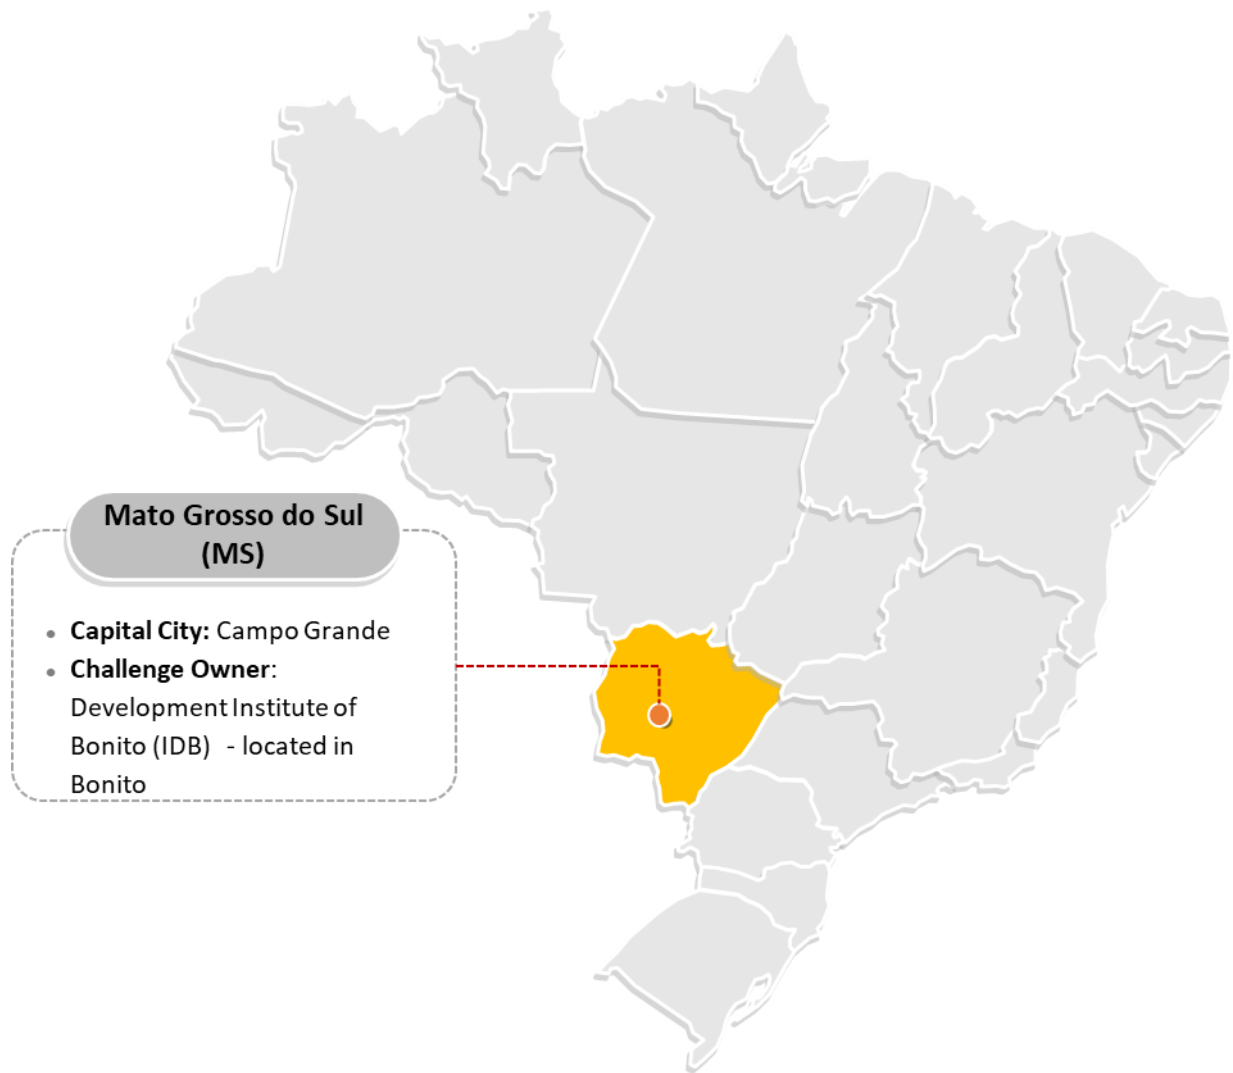 Mato Grosso do Sul
(MS)
• Capital City: Campo Grande
• Challenge Owner:
Development Institute of
Bonito (IDB) - located in
Bonito